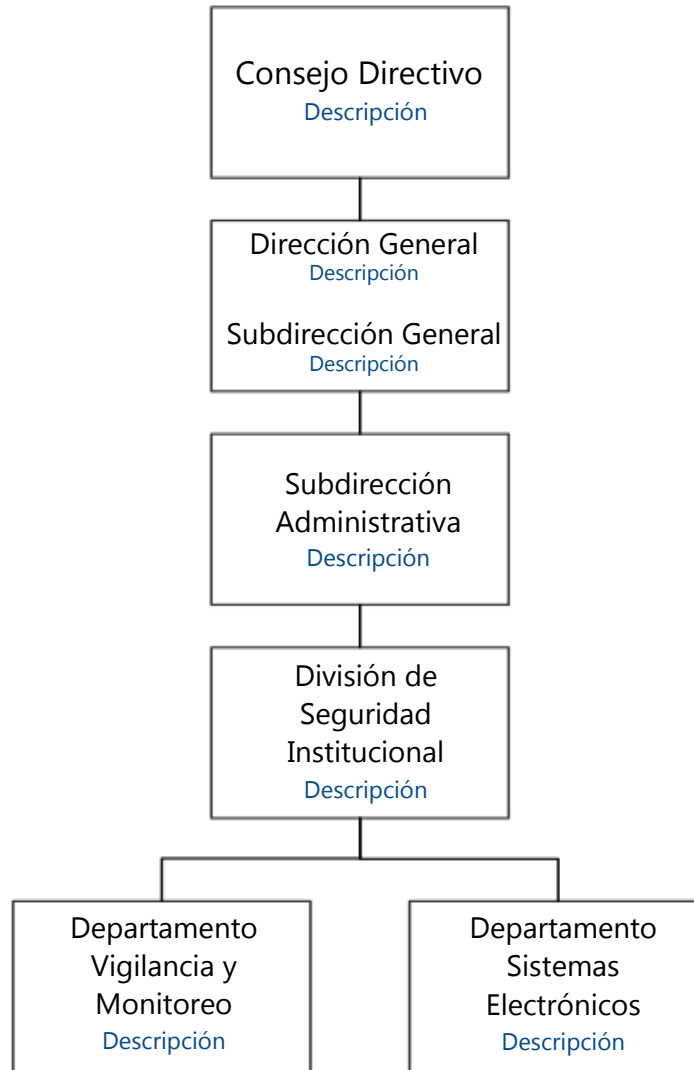 Consejo Directivo
Descripción
Dirección General
Descripción
Subdirección General
Descripción
Subdirección
Administrativa
Descripción
División de
Seguridad
Institucional
Descripción
Departamento
Vigilancia y
Monitoreo
Descripción
Departamento
Sistemas
Electrónicos
Descripción